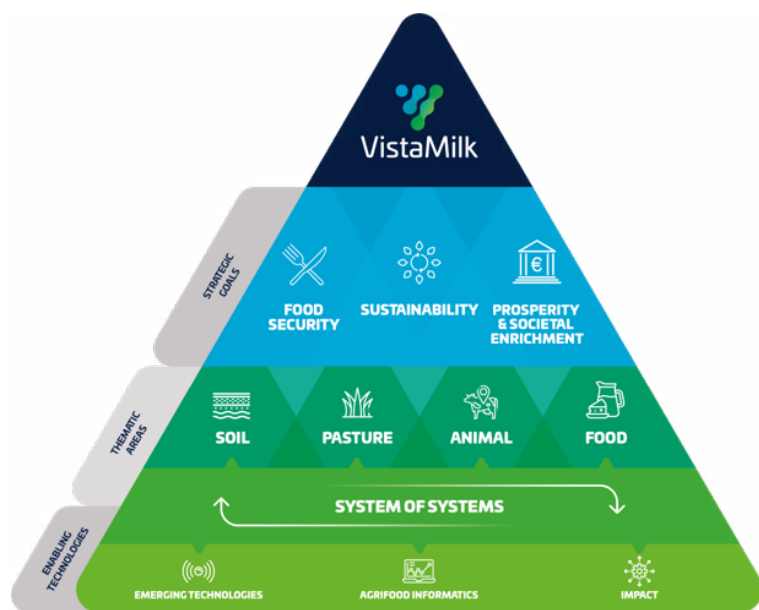 VistaMilk
STRATEGIC
GOALS
FOOD
SECURITY
SUSTAINABILITY
PROSPERITY
& SOCIETAL
ENRICHMENT
€
THEMATIC
AREAS
SOIL
PASTURE
ANIMAL
FOOD
SYSTEM OF SYSTEMS
ENABLING
TECHNOLOGIES
EMERGING TECHNOLOGIES
AGRIFOOD INFORMATICS
IMPACT